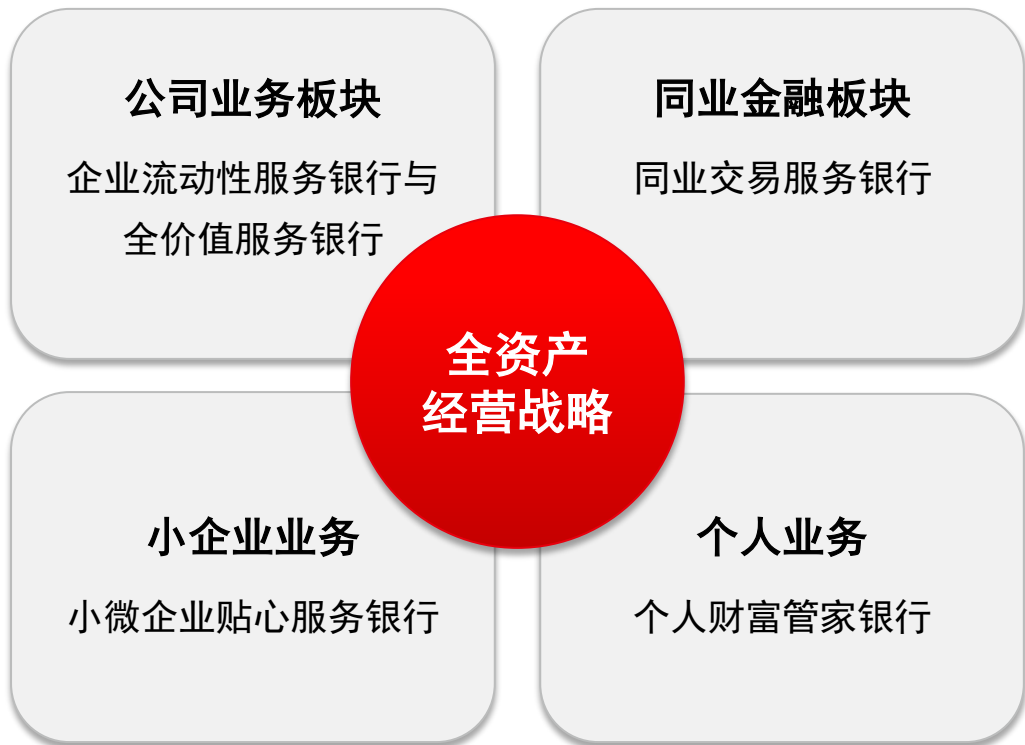 公司业务板块
企业流动性服务银行与
全价值服务银行
同业金融板块
同业交易服务银行
全资产
经营战略
小企业业务
小微企业贴心服务银行
个人业务
个人财富管家银行